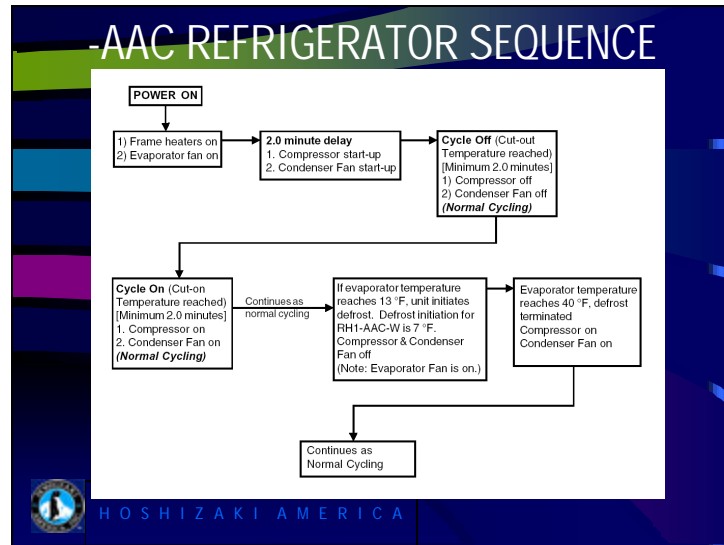 -AAC REFRIGERATOR SEQUENCE
POWER ON
1) Frame heaters on
2) Evaporator fan on
2.0 minute delay
1. Compressor start-up
2. Condenser Fan start-up
Cycle Off (Cut-out
Temperature reached)
[Minimum 2.0 minutes]
1) Compressor off
2) Condenser Fan off
(Normal Cycling)
Cycle On (Cut-on
Temperature reached)
[Minimum 2.0 minutes]
1. Compressor on
2. Condenser Fan on
(Normal Cycling)
Continues as
normal cycling
If evaporator temperature
reaches 13 °F, unit initiates
defrost. Defrost initiation for
RH1-AAC-W is 7 °F.
Compressor & Condenser
Fan off
(Note: Evaporator Fan is on.)
Evaporator temperature
reaches 40 °F, defrost
terminated
Compressor on
Condenser Fan on
Continues as
Normal Cycling
HOSHIZAKI AMERICA